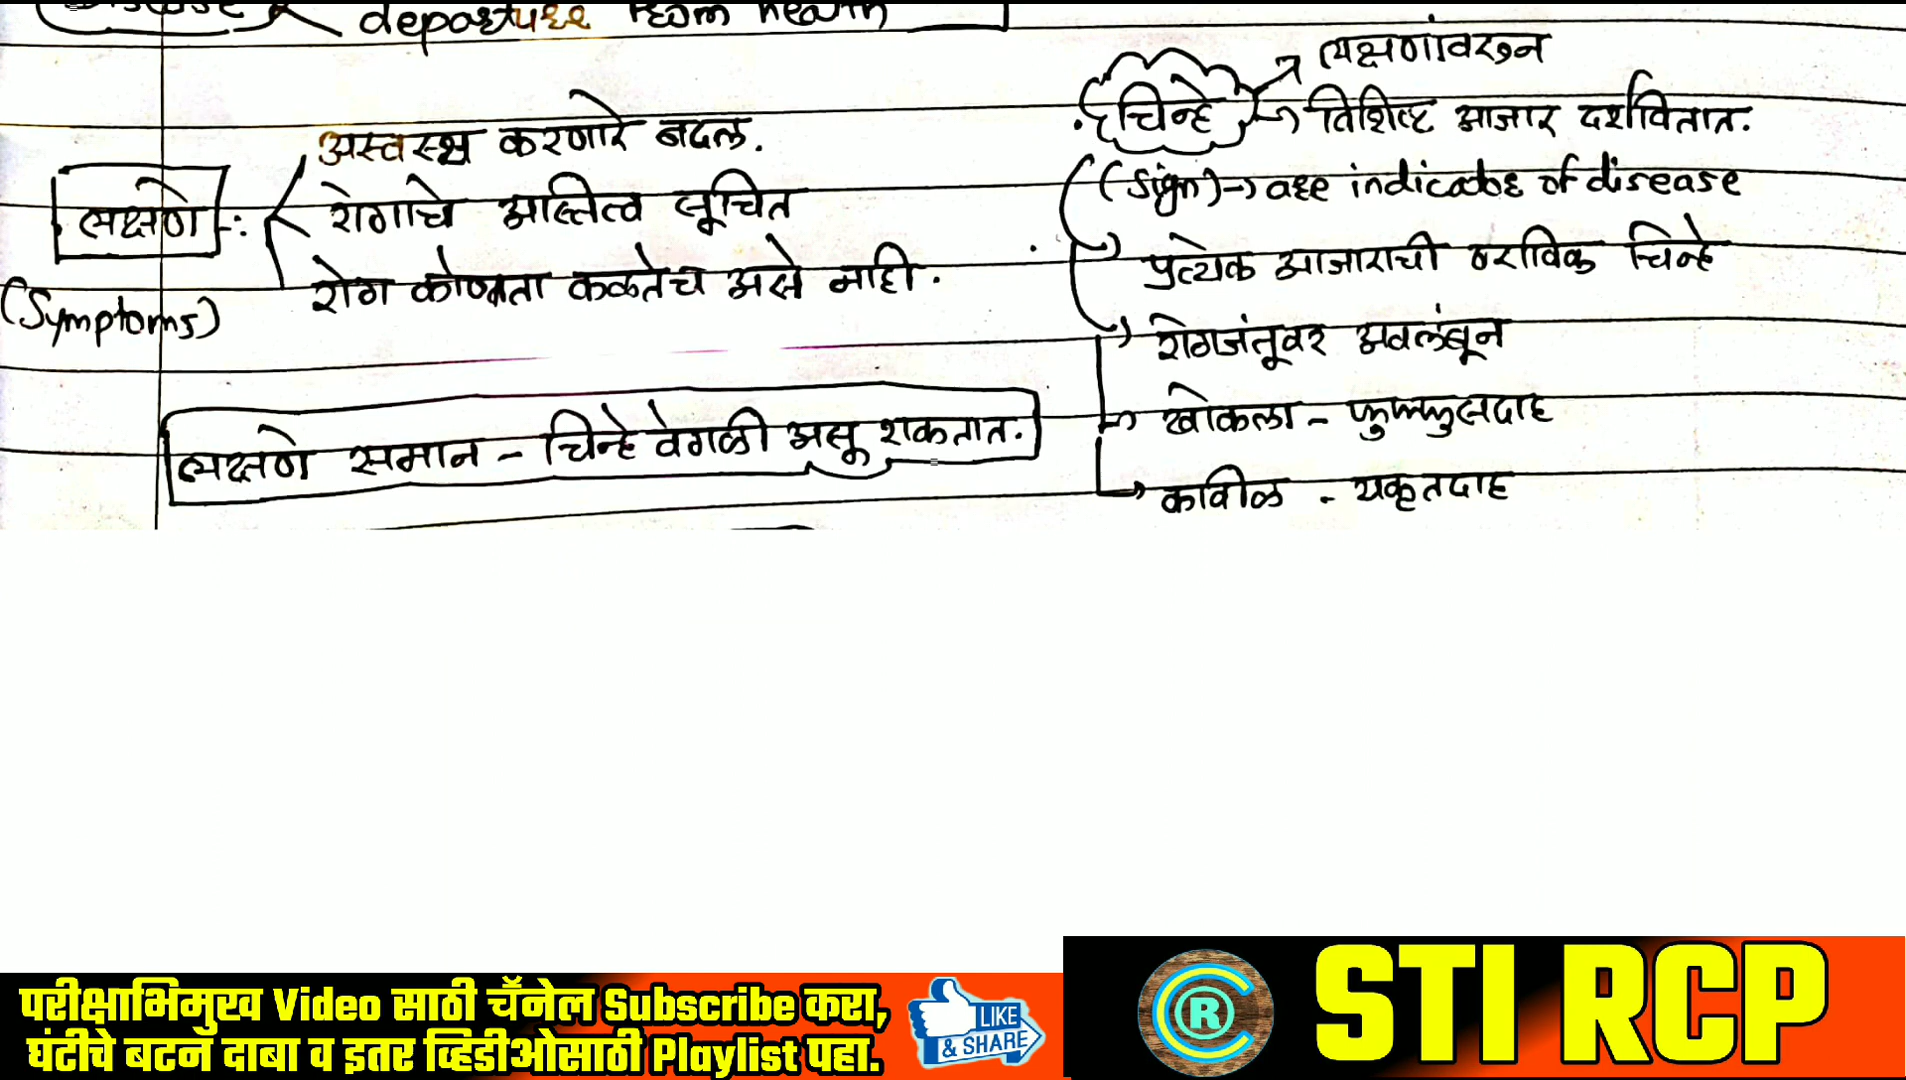 departure from health
अस्वस्थ करणारे बदल.
लक्षणे :- रोगाचे अस्तित्व सूचित
रोग कोणता कळतेच असे नाही.
(Symptoms)
लक्षणे समान - चिन्हे वेगळी असू शकतात.
लक्षणांवरून
चिन्हे → विशिष्ट आजार दर्शवितात.
(Sign) → are indicator of disease
प्रत्येक आजाराची ठराविक चिन्हे
रोगजंतूवर अवलंबून
खोकला - फुफ्फुसदाह
कावीळ - यकृतदाह
परीक्षाभिमुख Video साठी चॅनेल Subscribe करा,
घंटीचे बटन दाबा व इतर व्हिडीओसाठी Playlist पहा.
LIKE
& SHARE
R
STI RCP